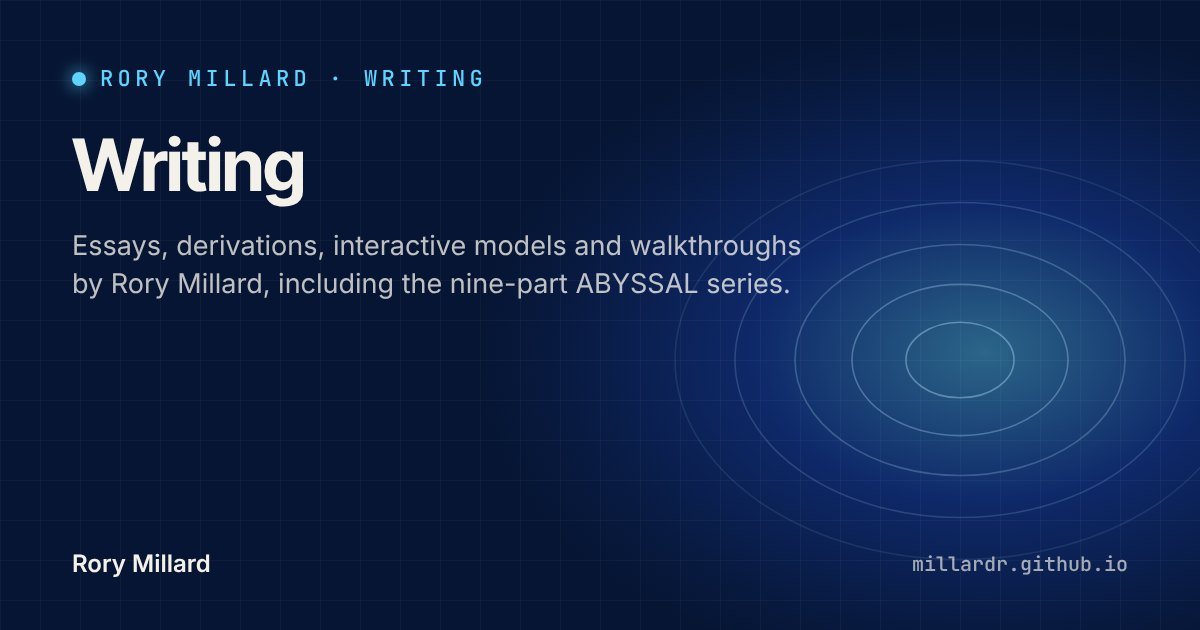 RORY MILLARD · WRITING
Writing
Essays, derivations, interactive models and walkthroughs
by Rory Millard, including the nine-part ABYSSAL series.
Rory Millard
millardr.github.io